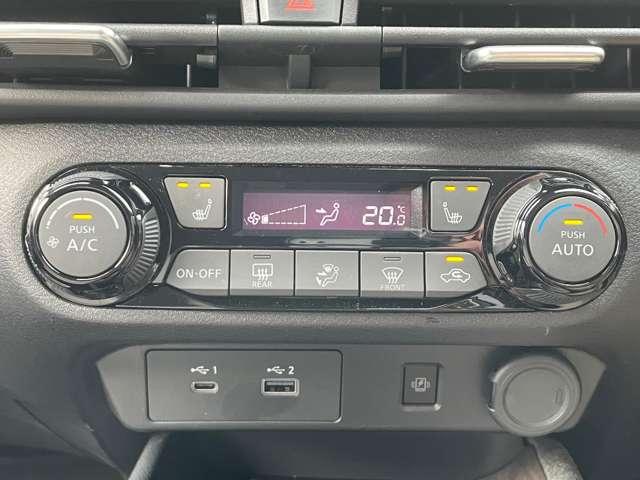 20.0 °C
PUSH
A/C
PUSH
AUTO
ON·OFF
REAR
FRONT
1
2